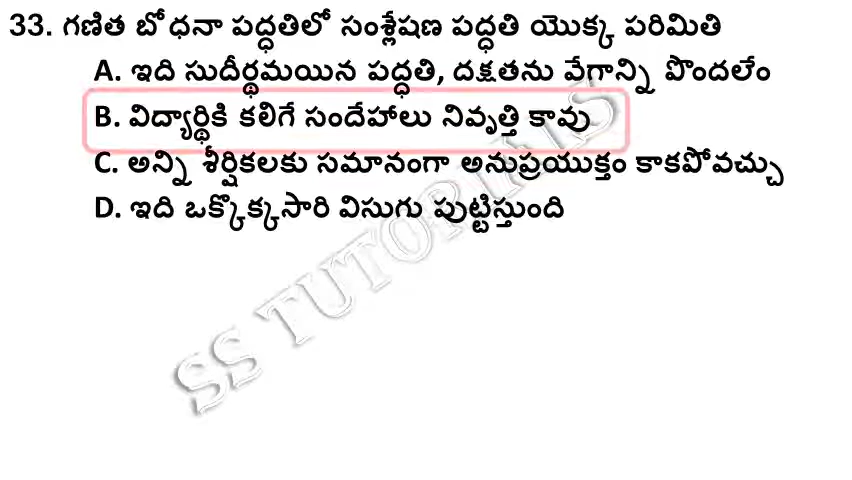 33. గణిత బోధనా పద్ధతిలో సంశ్లేషణ పద్ధతి యొక్క పరిమితి
A. ఇది సుదీర్ఘమయిన పద్ధతి, దక్షతను వేగాన్ని పొందలేం
B. విద్యార్థికి కలిగే సందేహాలు నివృత్తి కావు
C. అన్ని శీర్షికలకు సమానంగా అనుప్రయుక్తం కాకపోవచ్చు
D. ఇది ఒక్కొక్కసారి విసుగు పుట్టిస్తుంది
SS TUTORIALS